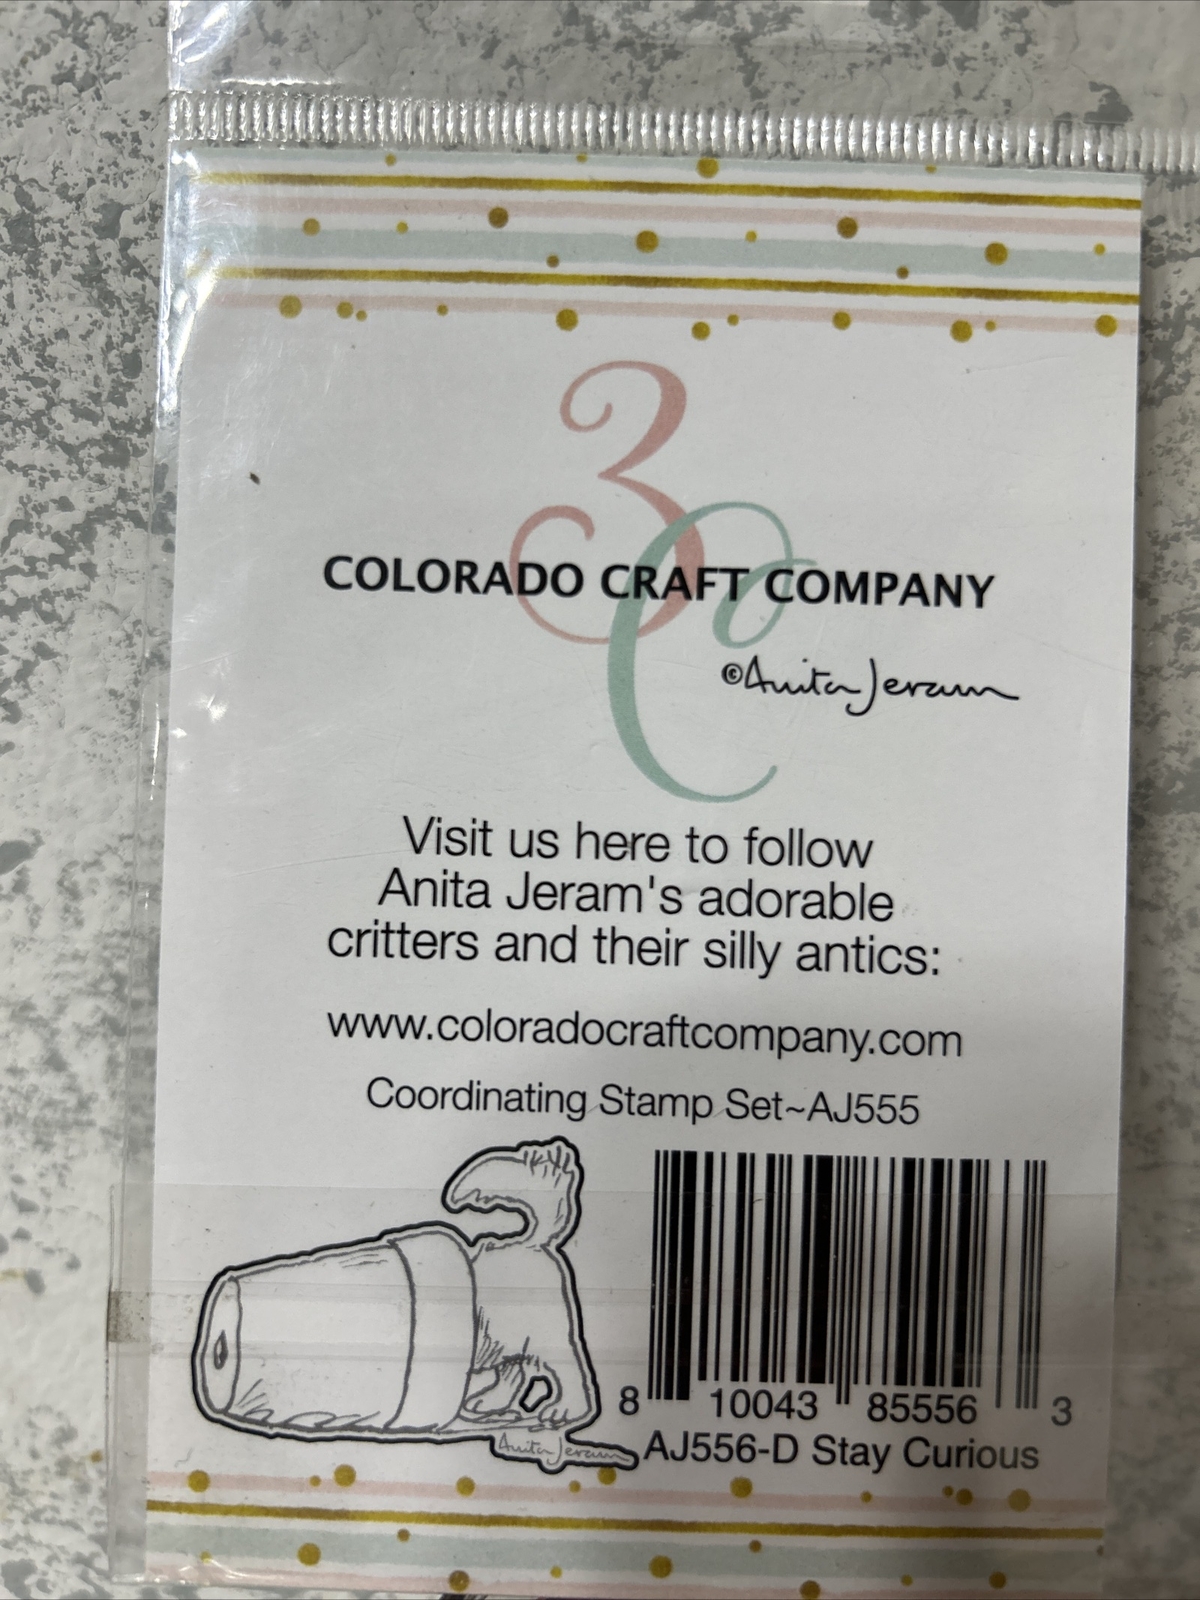 3
C
COLORADO CRAFT COMPANY
©Anita Jeram
Visit us here to follow
Anita Jeram's adorable
critters and their silly antics:
www.coloradocraftcompany.com
Coordinating Stamp Set~AJ555
8 10043 85556 3
Anita Jeram
AJ556-D Stay Curious